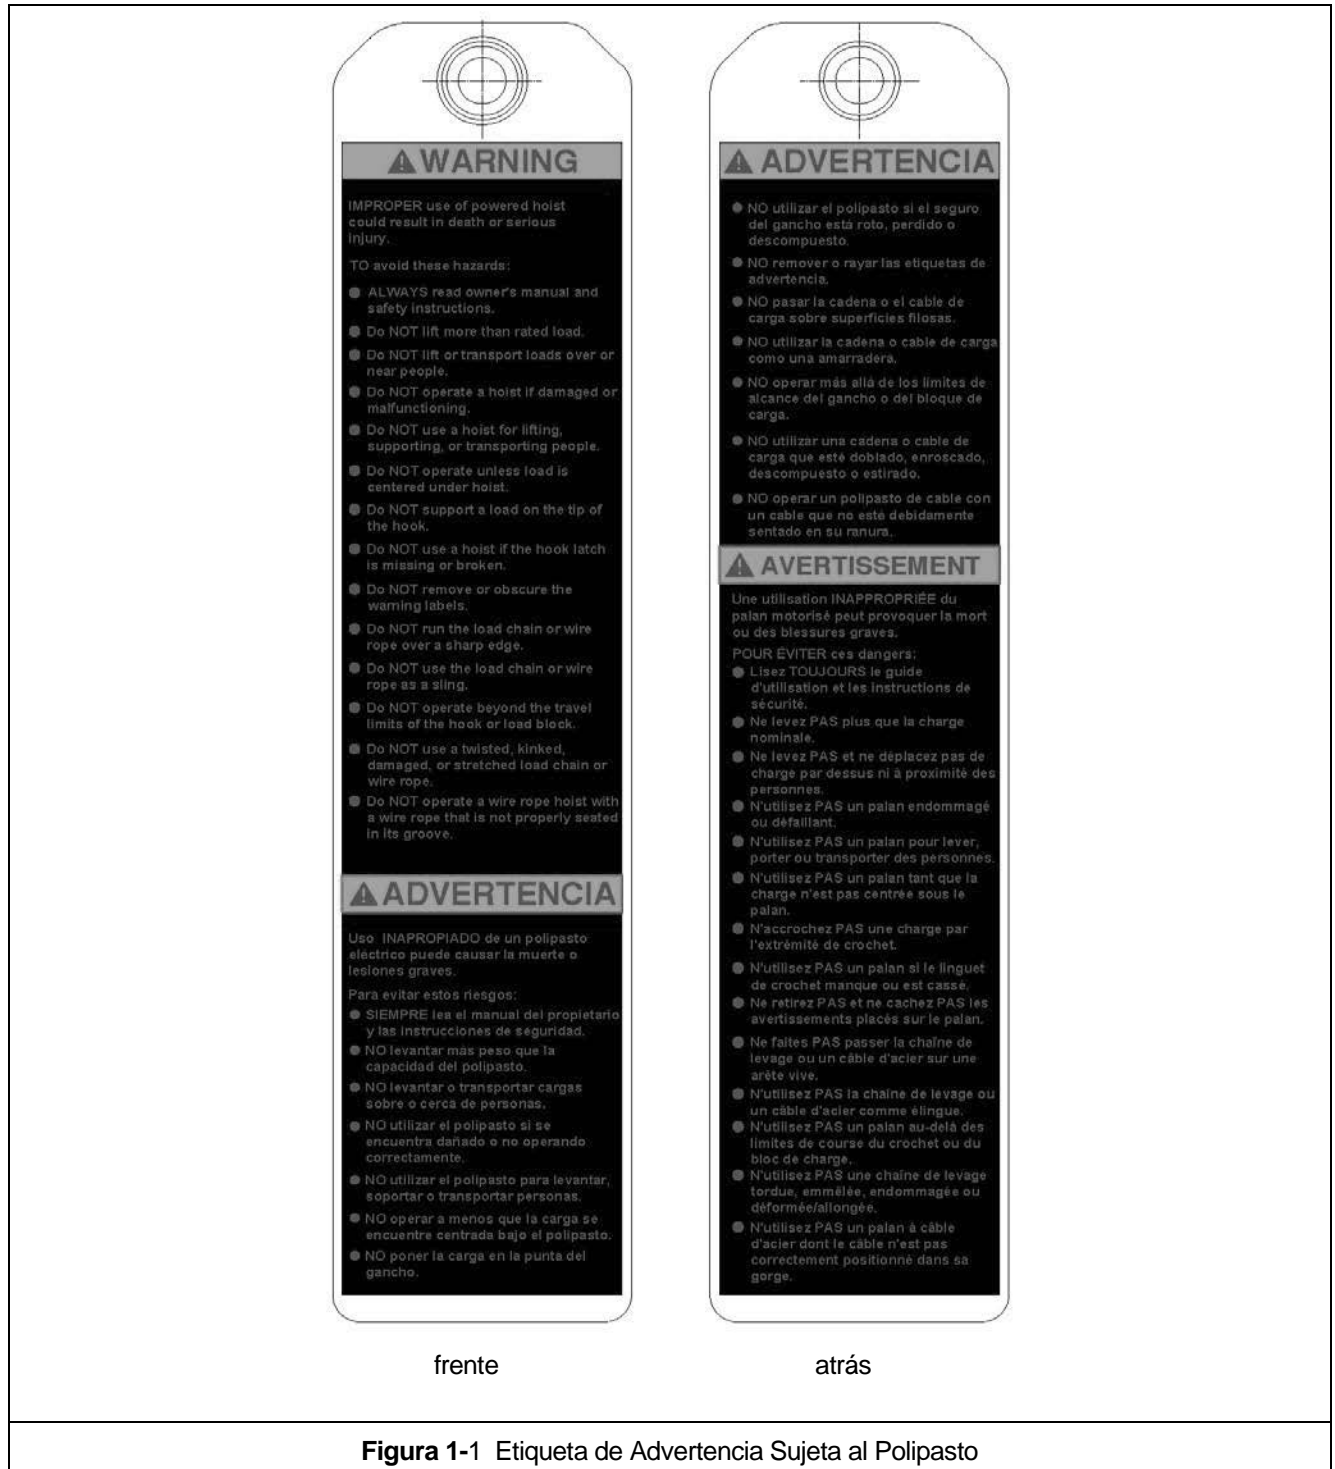 WARNING
IMPROPER use of powered hoist
could result in death or serious
injury.
TO avoid these hazards:
● ALWAYS read owner's manual and
safety instructions.
● Do NOT lift more than rated load.
● Do NOT lift or transport loads over or
near people.
● Do NOT operate a hoist if damaged or
malfunctioning.
● Do NOT use a hoist for lifting,
supporting, or transporting people.
● Do NOT operate unless load is
centered under hoist.
● Do NOT support a load on the tip of
the hook.
● Do NOT use a hoist if the hook latch
is missing or broken.
● Do NOT remove or obscure the
warning labels.
● Do NOT run the load chain or wire
rope over a sharp edge.
● Do NOT use the load chain or wire
rope as a sling.
● Do NOT operate beyond the travel
limits of the hook or load block.
● Do NOT use a twisted, kinked,
damaged, or stretched load chain or
wire rope.
● Do NOT operate a wire rope hoist with
a wire rope that is not properly seated
in its groove.
ADVERTENCIA
Uso INAPROPIADO de un polipasto
eléctrico puede causar la muerte o
lesiones graves.
Para evitar estos riesgos:
● SIEMPRE lea el manual del propietario
y las instrucciones de seguridad.
● NO levantar más peso que la
capacidad del polipasto.
● NO levantar o transportar cargas
sobre o cerca de personas.
● NO utilizar el polipasto si se
encuentra dañado o no operando
correctamente.
● NO utilizar el polipasto para levantar,
soportar o transportar personas.
● NO operar a menos que la carga se
encuentre centrada bajo el polipasto.
● NO poner la carga en la punta del
gancho.
frente
ADVERTENCIA
● NO utilizar el polipasto si el seguro
del gancho está roto, perdido o
descompuesto.
● NO remover o rayar las etiquetas de
advertencia.
● NO pasar la cadena o el cable de
carga sobre superficies filosas.
● NO utilizar la cadena o cable de carga
como una amarradera.
● NO operar más allá de los límites de
alcance del gancho o del bloque de
carga.
● NO utilizar una cadena o cable de
carga que esté doblado, enroscado,
descompuesto o estirado.
● NO operar un polipasto de cable con
un cable que no esté debidamente
sentado en su ranura.
AVERTISSEMENT
Une utilisation INAPPROPRIÉE du
palan motorisé peut provoquer la mort
ou des blessures graves.
POUR ÉVITER ces dangers:
● Lisez TOUJOURS le guide
d'utilisation et les instructions de
sécurité.
● Ne levez PAS plus que la charge
nominale.
● Ne levez PAS et ne déplacez pas de
charge par dessus ni à proximité des
personnes.
● N'utilisez PAS un palan endommagé
ou défaillant.
● N'utilisez PAS un palan pour lever,
porter ou transporter des personnes.
● N'utilisez PAS un palan tant que la
charge n'est pas centrée sous le
palan.
● N'accrochez PAS une charge par
l'extrémité de crochet.
● N'utilisez PAS un palan si le linguet
de crochet manque ou est cassé.
● Ne retirez PAS et ne cachez PAS les
avertissements placés sur le palan.
● Ne faites PAS passer la chaîne de
levage ou un câble d'acier sur une
arête vive.
● N'utilisez PAS la chaîne de levage ou
un câble d'acier comme élingue.
● N'utilisez PAS un palan au-delà des
limites de course du crochet ou du
bloc de charge.
● N'utilisez PAS une chaîne de levage
tordue, emmêlée, endommagée ou
déformée/allongée.
● N'utilisez PAS un palan à câble
d'acier dont le câble n'est pas
correctement positionné dans sa
gorge.
atrás
Figura 1-1 Etiqueta de Advertencia Sujeta al Polipasto